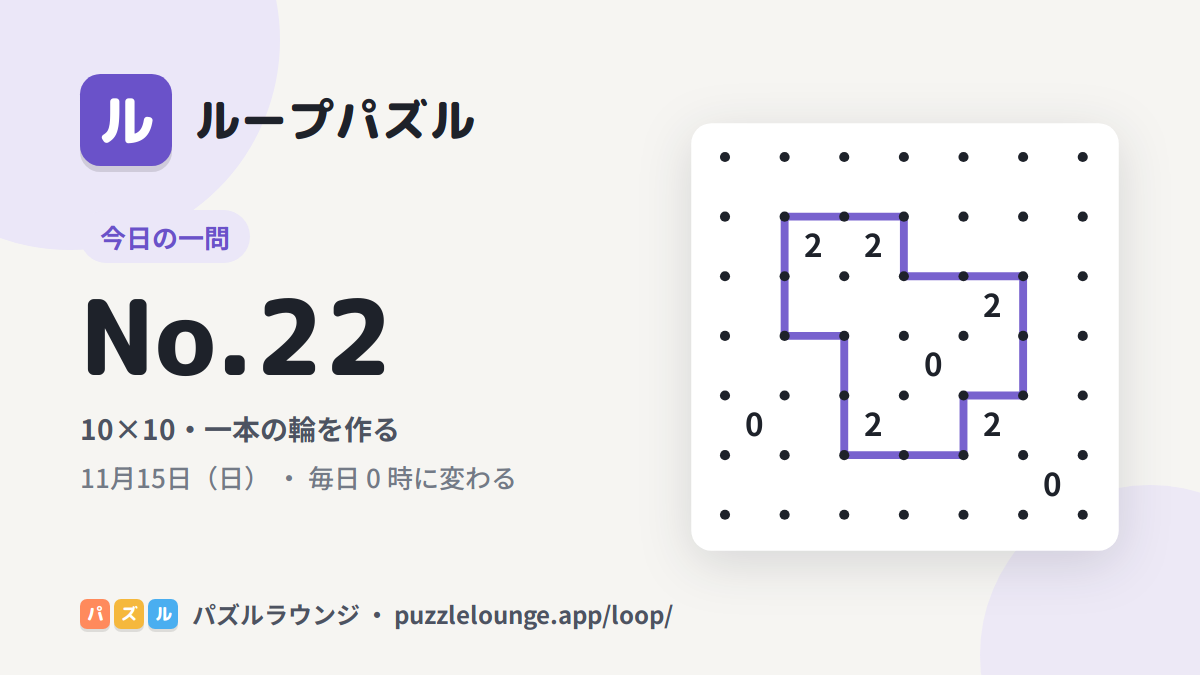 ル ループパズル
今日の一問
No.22
10×10・一本の輪を作る
11月15日（日） ・ 毎日 0 時に変わる
2 2
2
0
0 2 2
0
パズル パズルラウンジ ・ puzzlelounge.app/loop/